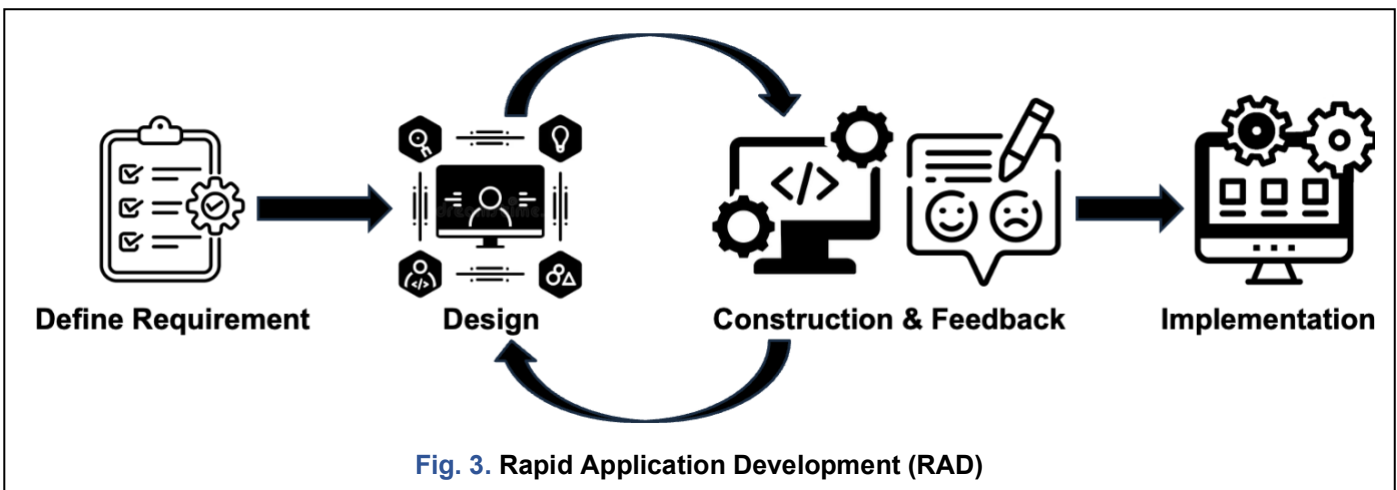 </>
</>
Define Requirement
Design
Construction & Feedback
Implementation
Fig. 3. Rapid Application Development (RAD)